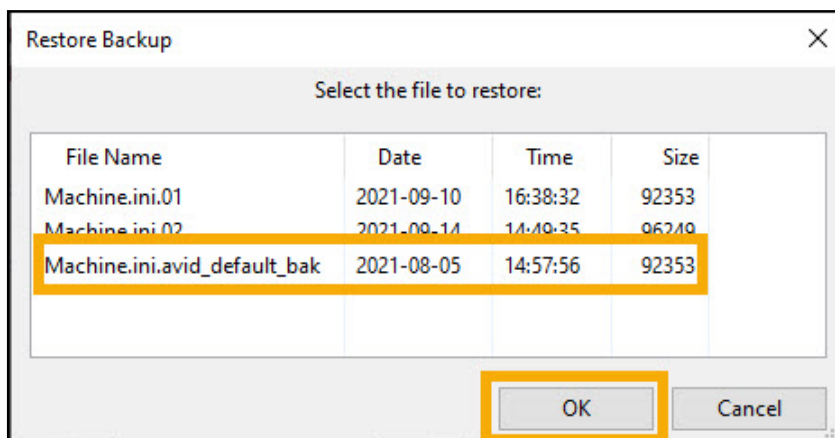 Restore Backup
Select the file to restore:
File Name Date Time Size
Machine.ini.01 2021-09-10 16:38:32 92353
Machine.ini.02 2021-09-14 14:49:35 96249
Machine.ini.avid_default_bak 2021-08-05 14:57:56 92353
OK Cancel